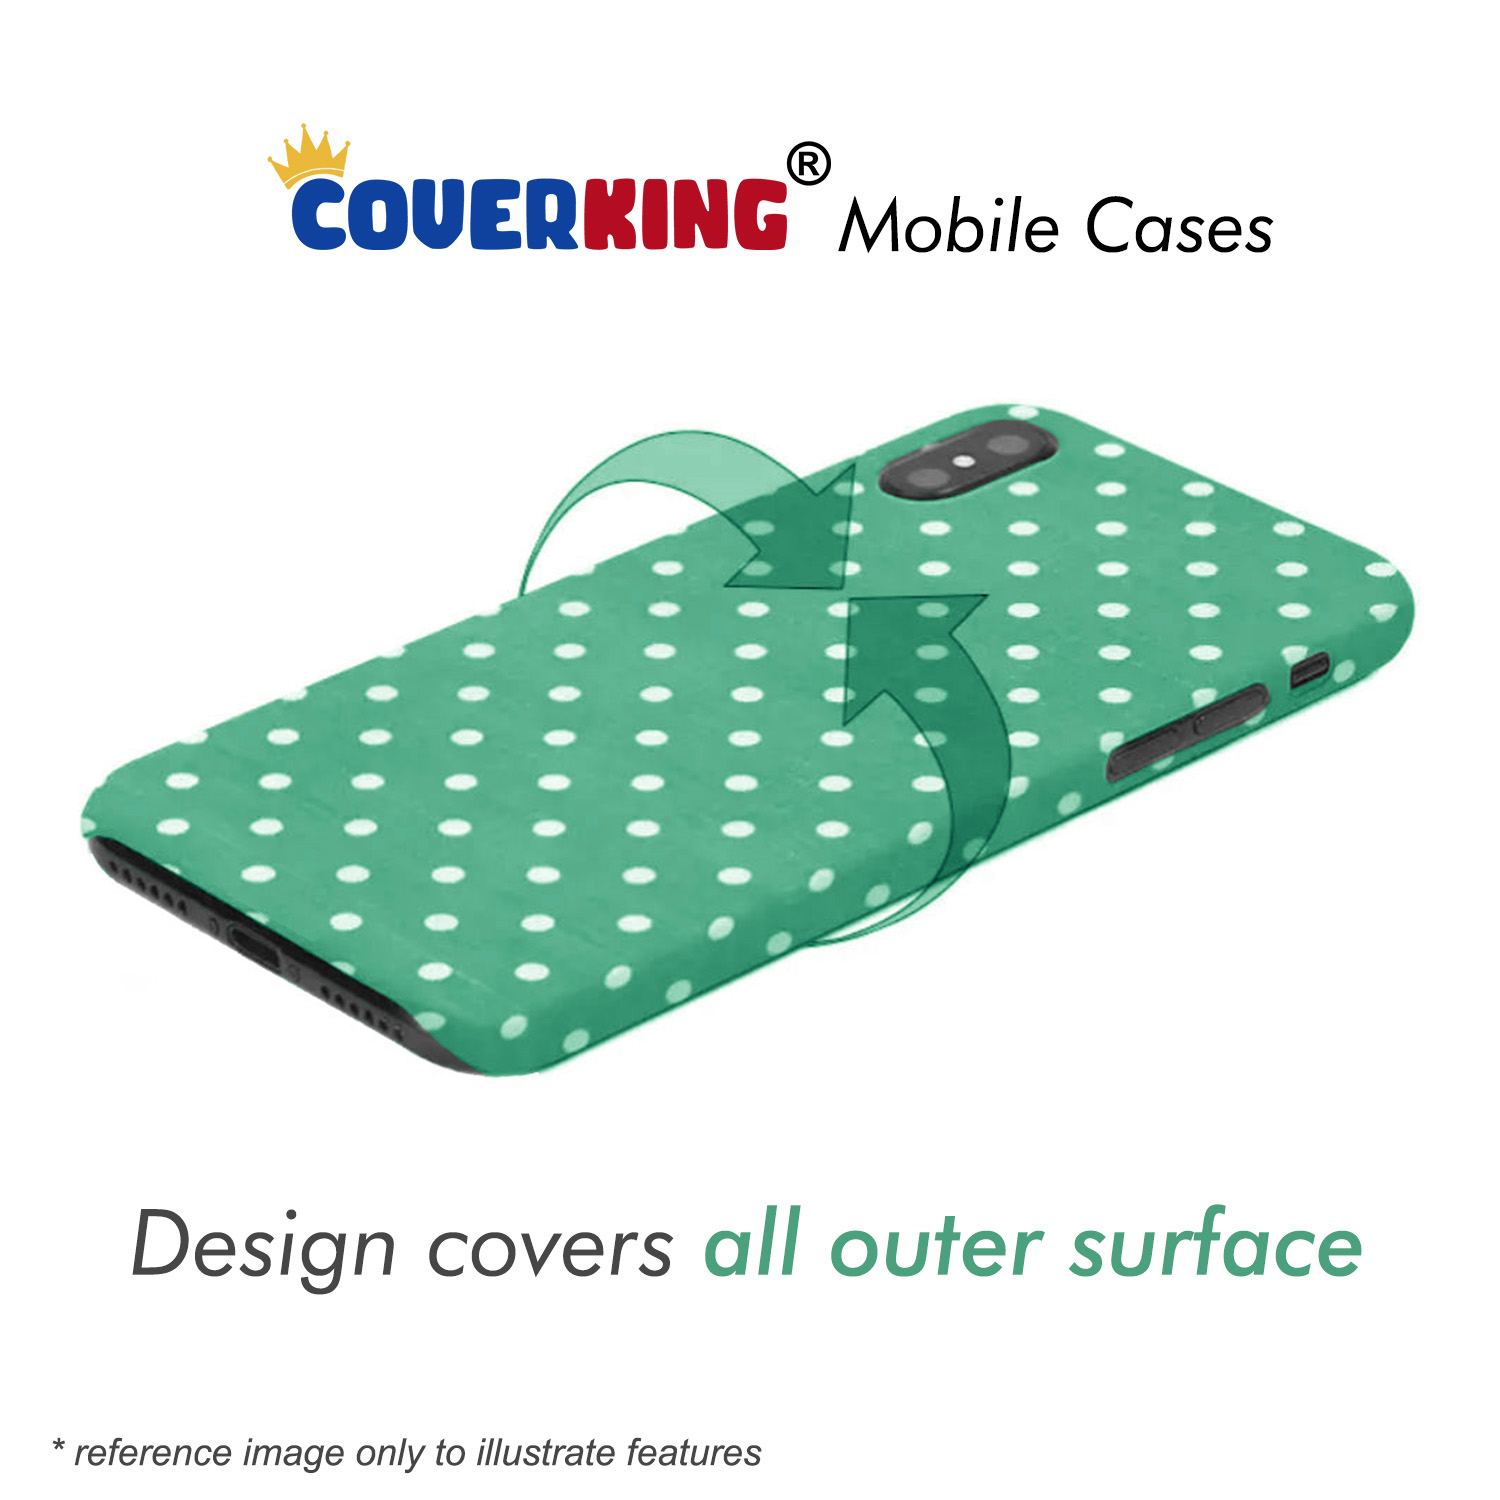 COVERKING® Mobile Cases
Design covers all outer surface
* reference image only to illustrate features